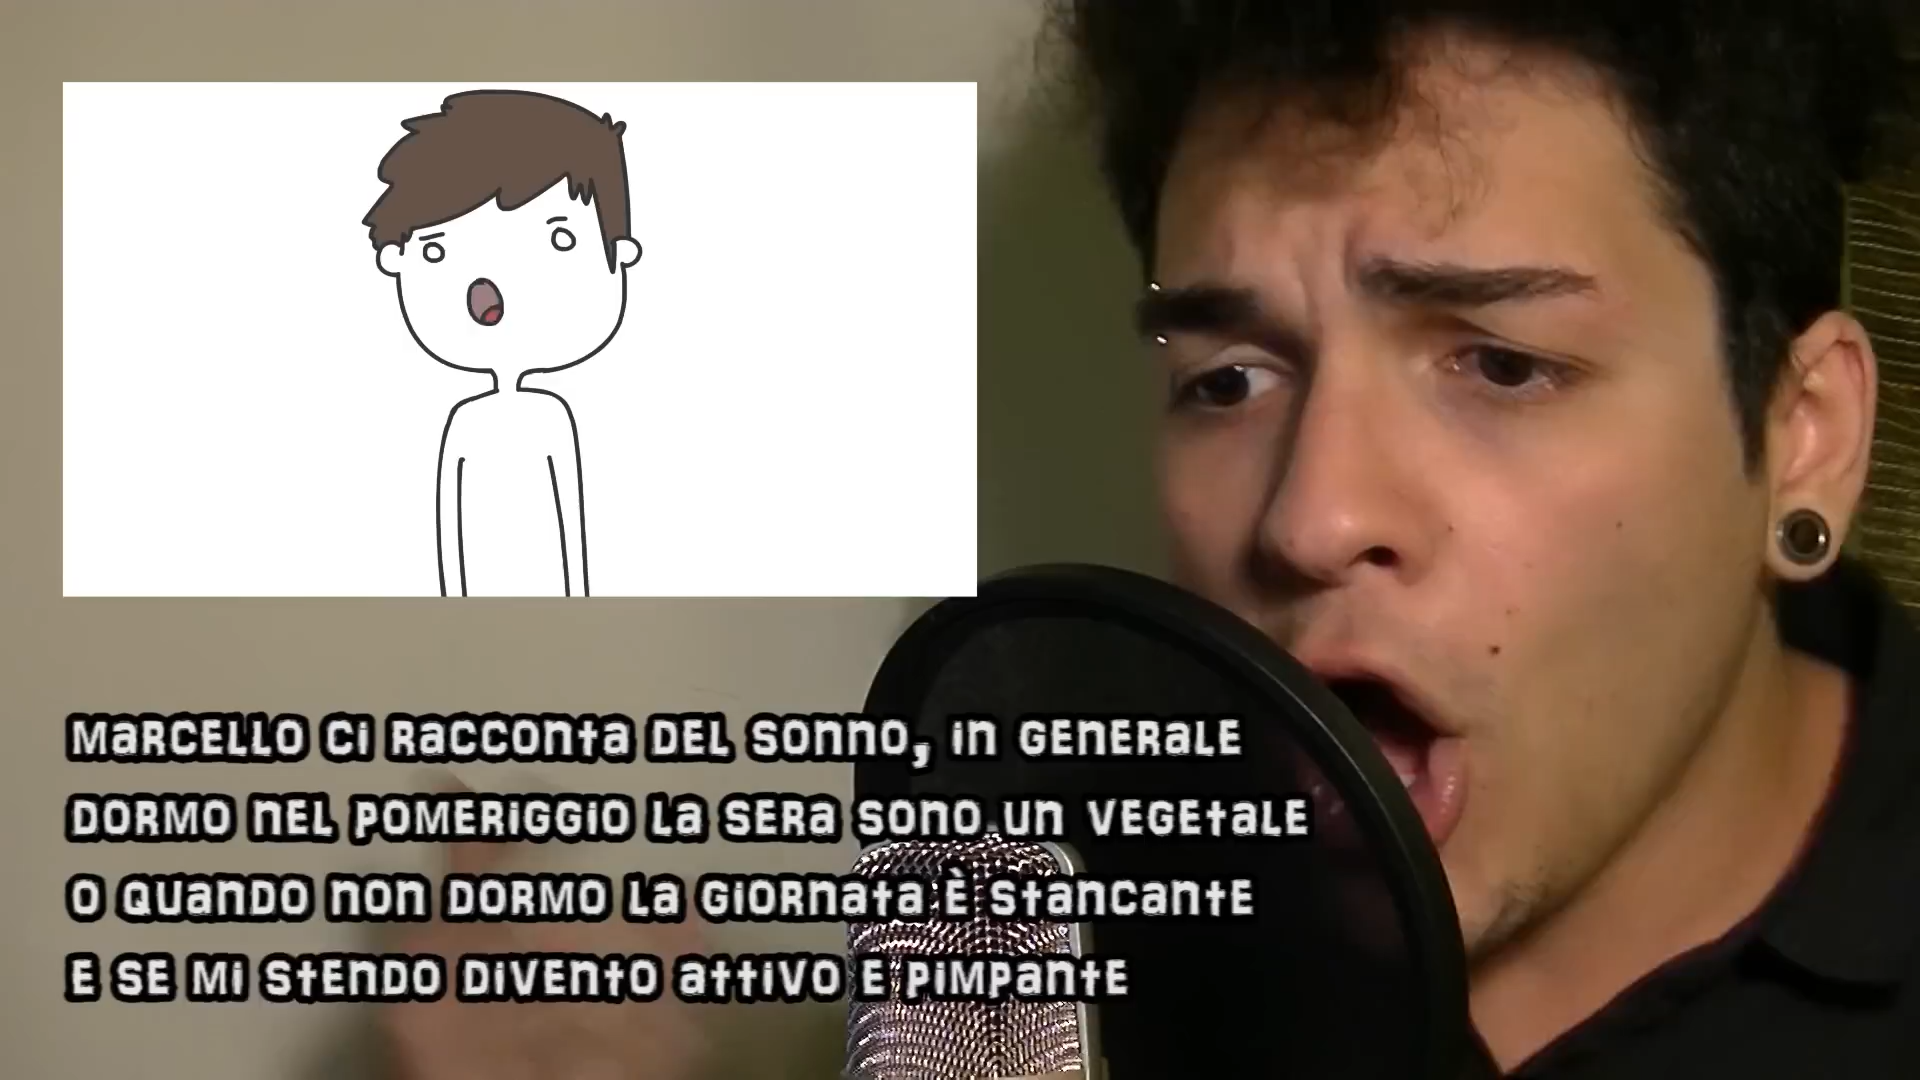 MARCELLO CI RACCONTA DEL SONNO, IN GENERALE
DORMO NEL POMERIGGIO LA SERA SONO UN VEGETALE
O QUANDO NON DORMO LA GIORNATA È STANCANTE
E SE MI STENDO DIVENTO ATTIVO E PIMPANTE